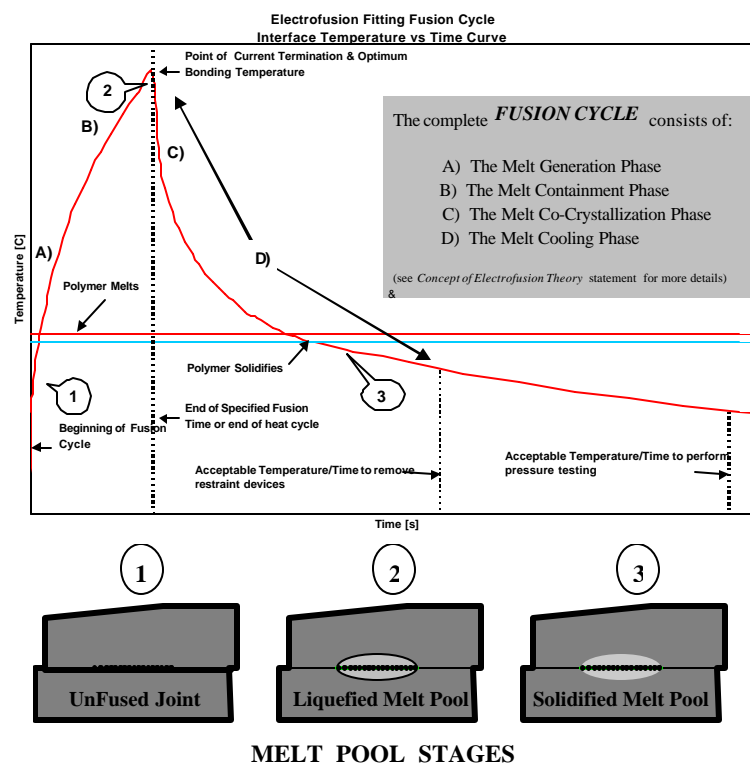 Electrofusion Fitting Fusion Cycle
Interface Temperature vs Time Curve
Point of Current Termination & Optimum
Bonding Temperature
2
B)
C)
The complete FUSION CYCLE consists of:
A) The Melt Generation Phase
B) The Melt Containment Phase
C) The Melt Co-Crystallization Phase
D) The Melt Cooling Phase
(see Concept of Electrofusion Theory statement for more details)
&
A)
D)
Temperature [C]
Polymer Melts
Polymer Solidifies
1
3
Beginning of Fusion
Cycle
End of Specified Fusion
Time or end of heat cycle
Acceptable Temperature/Time to remove
restraint devices
Acceptable Temperature/Time to perform
pressure testing
Time [s]
1
2
3
UnFused Joint
Liquefied Melt Pool
Solidified Melt Pool
MELT POOL STAGES